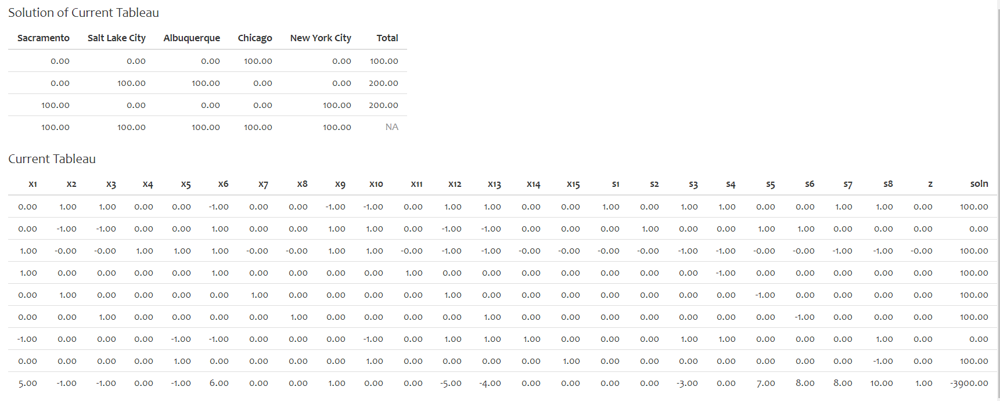 Solution of Current Tableau
Sacramento Salt Lake City Albuquerque Chicago New York City Total
0.00 0.00 0.00 100.00 0.00 100.00
0.00 100.00 100.00 0.00 0.00 200.00
100.00 0.00 0.00 0.00 100.00 200.00
100.00 100.00 100.00 100.00 100.00 NA
Current Tableau
x1 x2 x3 x4 x5 x6 x7 x8 x9 x10 x11 x12 x13 x14 x15 s1 s2 s3 s4 s5 s6 s7 s8 z soln
0.00 1.00 1.00 0.00 0.00 -1.00 0.00 0.00 -1.00 -1.00 0.00 1.00 1.00 0.00 0.00 1.00 0.00 1.00 1.00 0.00 0.00 1.00 1.00 0.00 100.00
0.00 -1.00 -1.00 0.00 0.00 1.00 0.00 0.00 1.00 1.00 0.00 -1.00 -1.00 0.00 0.00 0.00 1.00 0.00 0.00 1.00 1.00 0.00 0.00 0.00 0.00
1.00 -0.00 -0.00 1.00 1.00 1.00 -0.00 -0.00 1.00 1.00 -0.00 -1.00 -1.00 -0.00 -0.00 -0.00 -0.00 -1.00 -1.00 -0.00 -0.00 -1.00 -1.00 -0.00 100.00
1.00 0.00 0.00 0.00 0.00 1.00 0.00 0.00 0.00 0.00 1.00 0.00 0.00 0.00 0.00 0.00 0.00 0.00 -1.00 0.00 0.00 0.00 0.00 0.00 100.00
0.00 1.00 0.00 0.00 0.00 0.00 1.00 0.00 0.00 0.00 0.00 1.00 0.00 0.00 0.00 0.00 0.00 0.00 0.00 -1.00 0.00 0.00 0.00 0.00 100.00
0.00 0.00 1.00 0.00 0.00 0.00 0.00 1.00 0.00 0.00 0.00 0.00 1.00 0.00 0.00 0.00 0.00 0.00 0.00 0.00 -1.00 0.00 0.00 0.00 100.00
-1.00 0.00 0.00 0.00 -1.00 -1.00 0.00 0.00 0.00 -1.00 0.00 1.00 1.00 1.00 0.00 0.00 0.00 1.00 1.00 0.00 0.00 0.00 1.00 0.00 0.00
0.00 0.00 0.00 0.00 1.00 0.00 0.00 0.00 0.00 1.00 0.00 0.00 0.00 0.00 1.00 0.00 0.00 0.00 0.00 0.00 0.00 0.00 -1.00 0.00 100.00
5.00 -1.00 -1.00 0.00 -1.00 6.00 0.00 0.00 1.00 0.00 0.00 -5.00 -4.00 0.00 0.00 0.00 0.00 -3.00 0.00 7.00 8.00 8.00 10.00 1.00 -3900.00